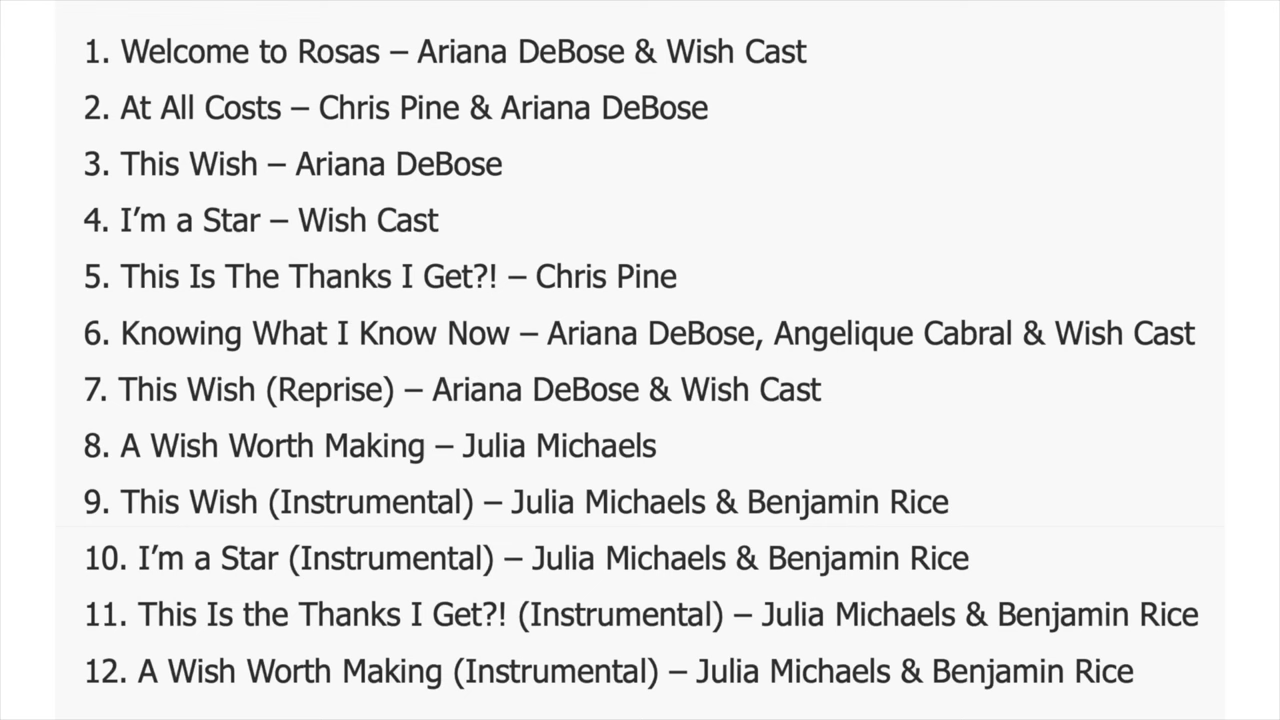 1. Welcome to Rosas – Ariana DeBose & Wish Cast
2. At All Costs – Chris Pine & Ariana DeBose
3. This Wish – Ariana DeBose
4. I’m a Star – Wish Cast
5. This Is The Thanks I Get?! – Chris Pine
6. Knowing What I Know Now – Ariana DeBose, Angelique Cabral & Wish Cast
7. This Wish (Reprise) – Ariana DeBose & Wish Cast
8. A Wish Worth Making – Julia Michaels
9. This Wish (Instrumental) – Julia Michaels & Benjamin Rice
10. I’m a Star (Instrumental) – Julia Michaels & Benjamin Rice
11. This Is the Thanks I Get?! (Instrumental) – Julia Michaels & Benjamin Rice
12. A Wish Worth Making (Instrumental) – Julia Michaels & Benjamin Rice